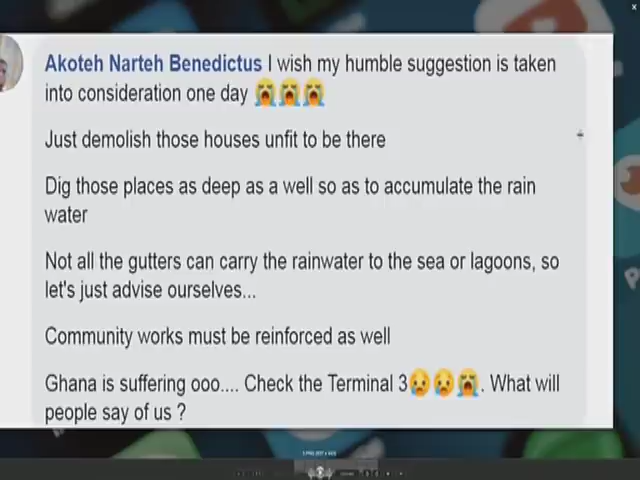 Akoteh Narteh Benedictus I wish my humble suggestion is taken
into consideration one day 😭😭😭
Just demolish those houses unfit to be there
Dig those places as deep as a well so as to accumulate the rain
water
Not all the gutters can carry the rainwater to the sea or lagoons, so
let's just advise ourselves...
Community works must be reinforced as well
Ghana is suffering ooo.... Check the Terminal 3😢😢😭. What will
people say of us ?